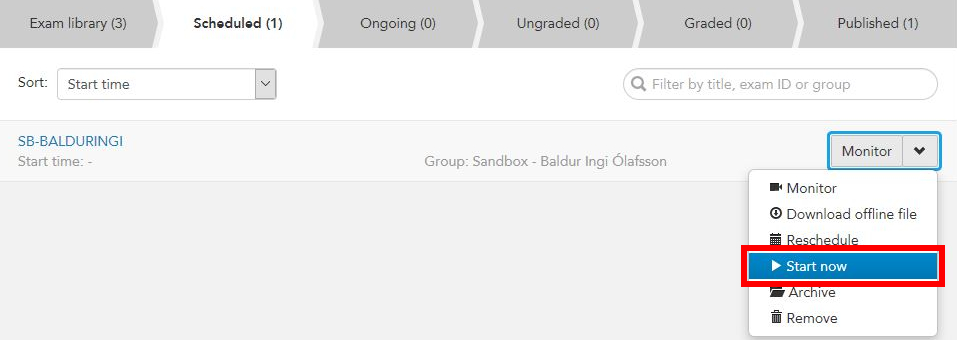 Exam library (3) Scheduled (1) Ongoing (0) Ungraded (0) Graded (0) Published (1)
Sort: Start time Filter by title, exam ID or group
SB-BALDURINGI
Start time: - Group: Sandbox - Baldur Ingi Ólafsson Monitor
Monitor
Download offline file
Reschedule
Start now
Archive
Remove